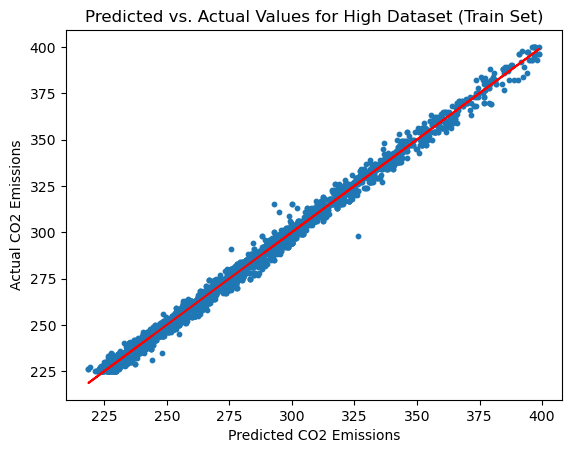 Predicted vs. Actual Values for High Dataset (Train Set)
Actual CO2 Emissions
400
375
350
325
300
275
250
225
225 250 275 300 325 350 375 400
Predicted CO2 Emissions